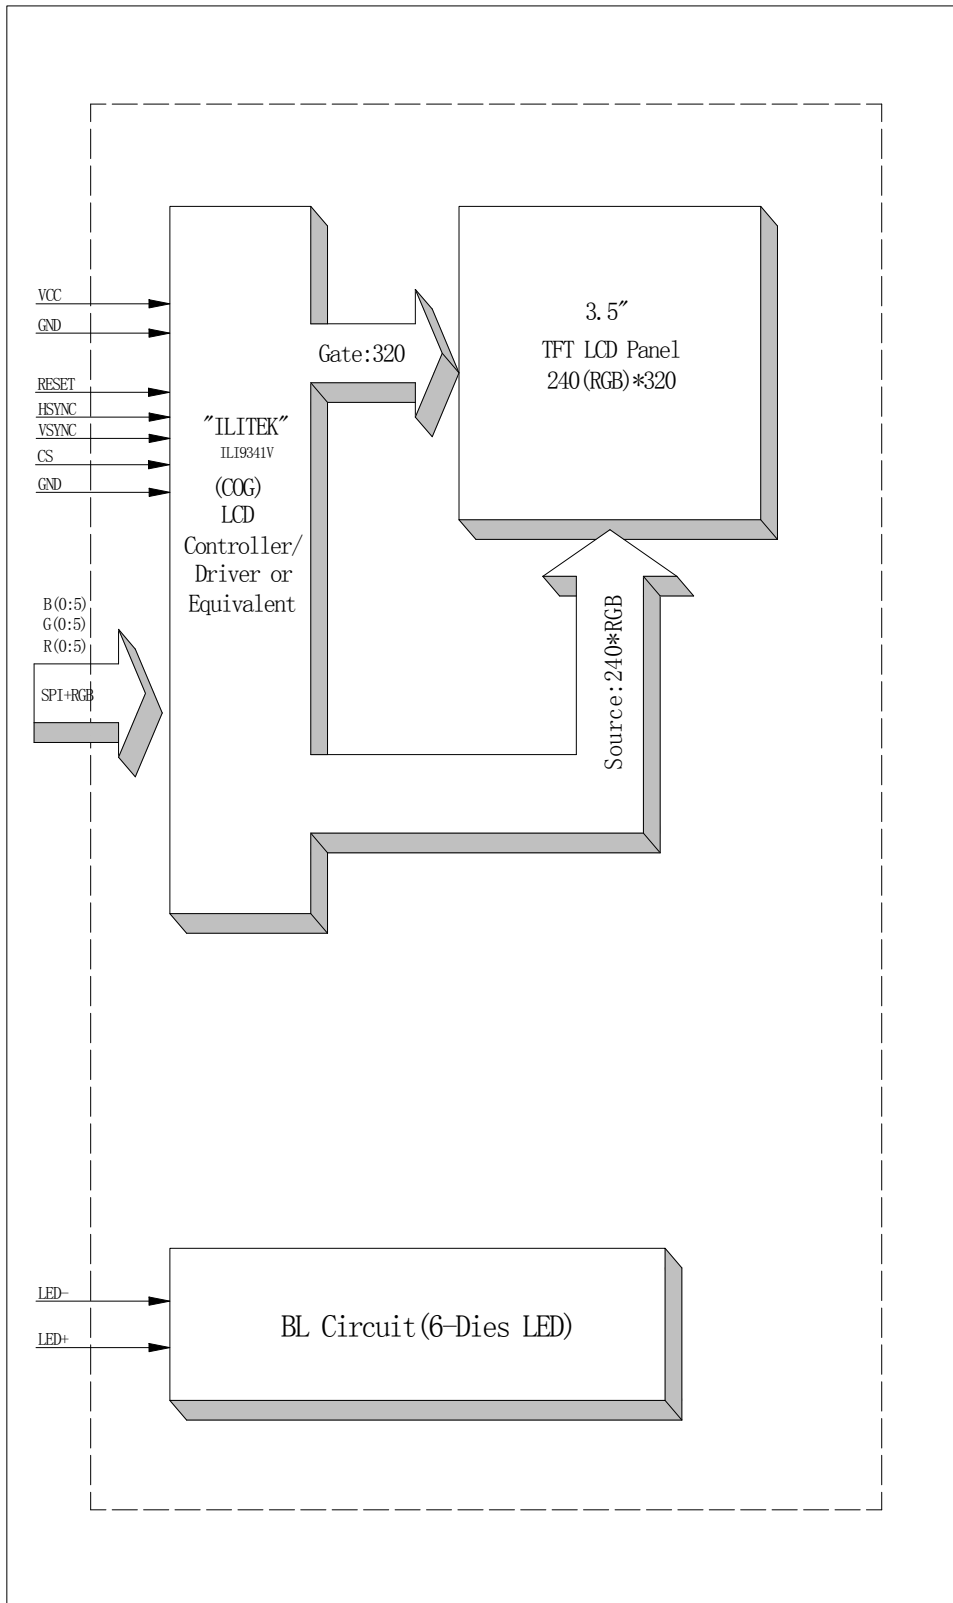 VCC
GND
RESET
HSYNC
VSYNC
CS
GND
B(0:5)
G(0:5)
R(0:5)
SPI+RGB
"ILITEK"
ILI9341V
(COG)
LCD
Controller/
Driver or
Equivalent
Gate:320
3.5"
TFT LCD Panel
240(RGB)*320
Source:240*RGB
LED-
LED+
BL Circuit(6-Dies LED)